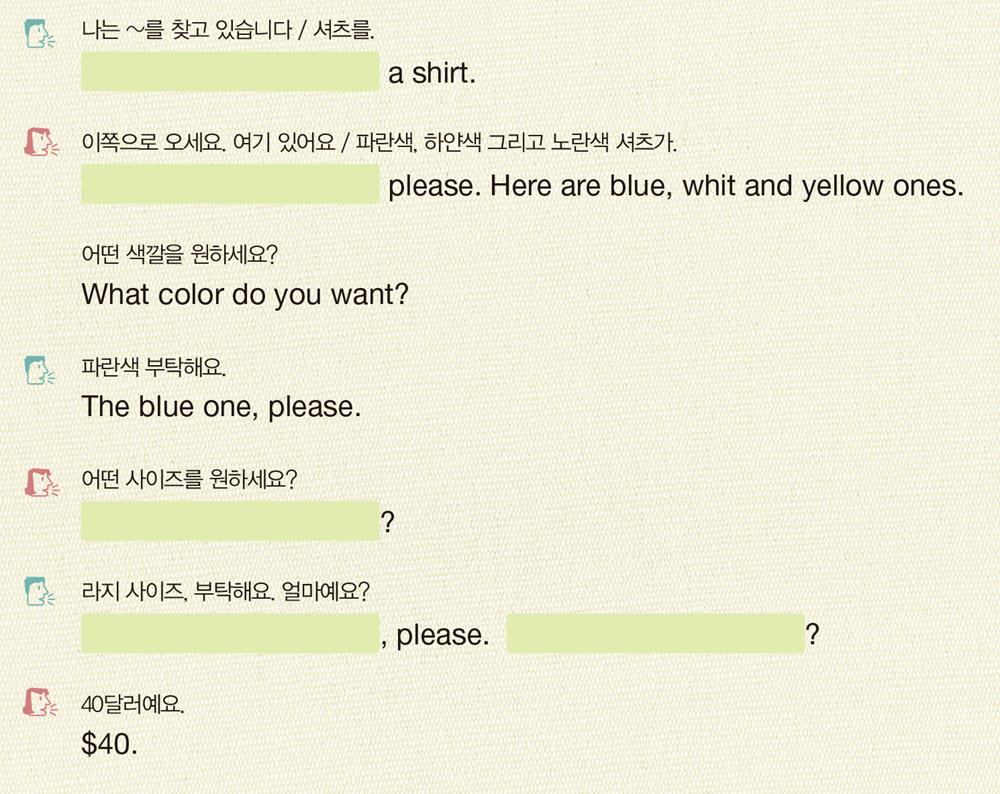 나는 ~를 찾고 있습니다 / 셔츠를.
a shirt.
이쪽으로 오세요. 여기 있어요 / 파란색, 하얀색 그리고 노란색 셔츠가.
please. Here are blue, whit and yellow ones.
어떤 색깔을 원하세요?
What color do you want?
파란색 부탁해요.
The blue one, please.
어떤 사이즈를 원하세요?
?
라지 사이즈, 부탁해요. 얼마예요?
, please. ?
40달러예요.
$40.